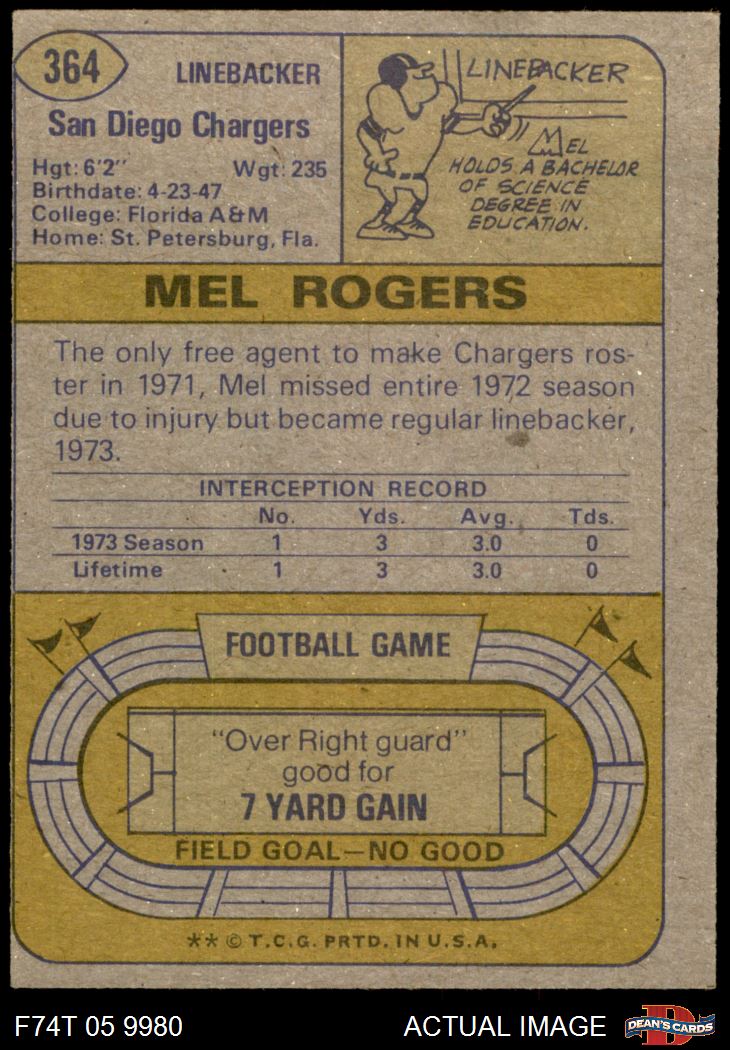 364
LINEBACKER
San Diego Chargers
Hgt: 6'2" Wgt: 235
Birthdate: 4-23-47
College: Florida A&M
Home: St. Petersburg, Fla.
LINEBACKER
MEL
HOLDS A BACHELOR
OF SCIENCE
DEGREE IN
EDUCATION.
MEL ROGERS
The only free agent to make Chargers ros-
ter in 1971, Mel missed entire 1972 season
due to injury but became regular linebacker,
1973.
INTERCEPTION RECORD
No. Yds. Avg. Tds.
1973 Season 1 3 3.0 0
Lifetime 1 3 3.0 0
FOOTBALL GAME
"Over Right guard"
good for
7 YARD GAIN
FIELD GOAL—NO GOOD
** © T.C.G. PRTD. IN U.S.A.
F74T 05 9980 ACTUAL IMAGE
D
DEAN'S CARDS